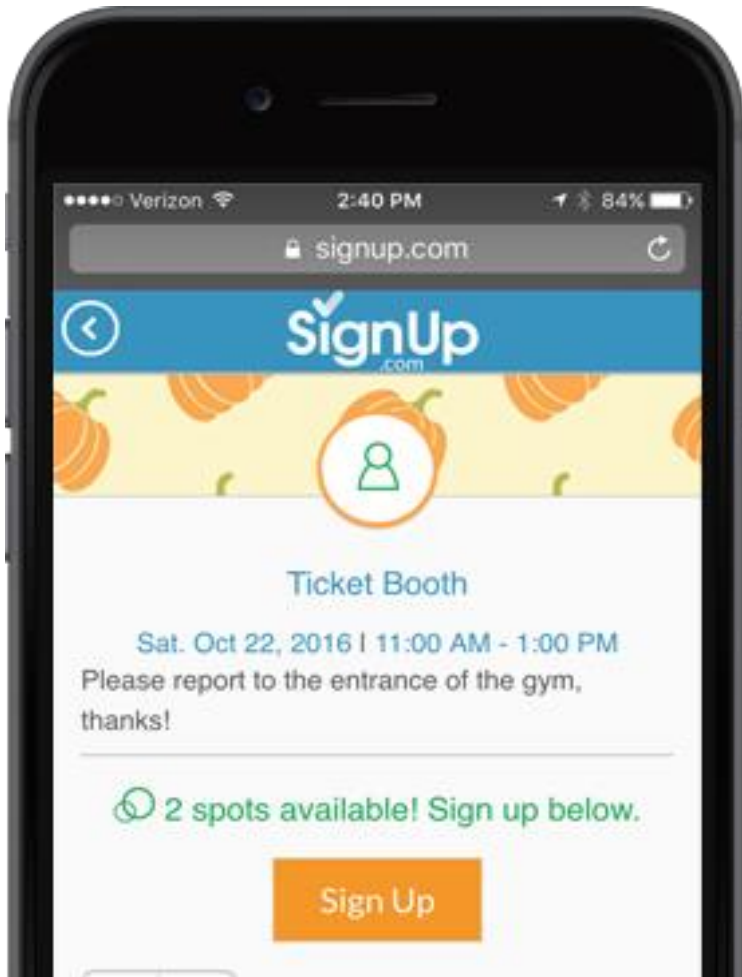 Verizon 2:40 PM 84%
signup.com
SignUp
.com
Ticket Booth
Sat. Oct 22, 2016 | 11:00 AM - 1:00 PM
Please report to the entrance of the gym,
thanks!
2 spots available! Sign up below.
Sign Up